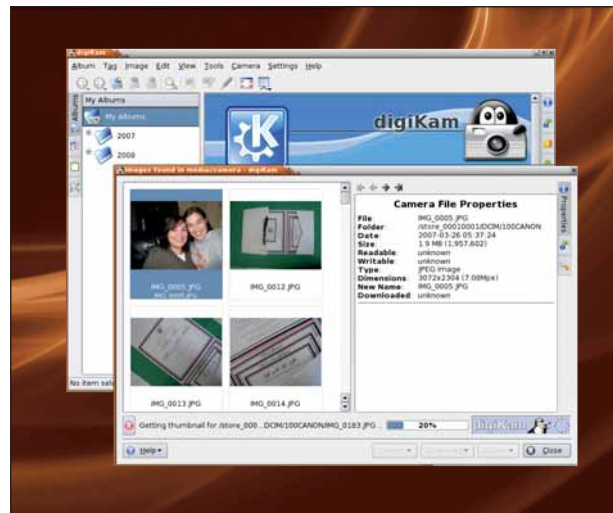 digiKam
Album Tag Image Edit View Tools Camera Settings Help
Albums
My Albums
My Albums
2007
2008
digiKam
Images found in media:/camera - digiKam
IMG_0005.JPG
IMG_0005.JPG
IMG_0012.JPG
IMG_0013.JPG
IMG_0014.JPG
Camera File Properties
File: IMG_0005.JPG
Folder: /store_00010001/DCIM/100CANON
Date: 2007-03-26 05:37:24
Size: 1.9 MB (1,957,602)
Readable: unknown
Writable: unknown
Type: JPEG Image
Dimensions: 3072x2304 (7.08Mpx)
New Name: IMG_0005.JPG
Downloaded: unknown
Properties
No item sele
Getting thumbnail for /store_000...DCIM/100CANON/IMG_0183.JPG...
20%
digiKam
Help
Close